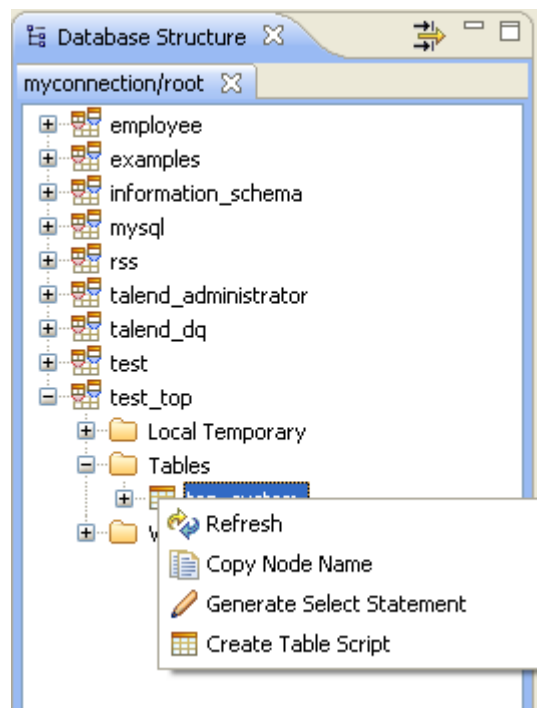 Database Structure
myconnection/root
employee
examples
information_schema
mysql
rss
talend_administrator
talend_dq
test
test_top
Local Temporary
Tables
Refresh
Copy Node Name
Generate Select Statement
Create Table Script